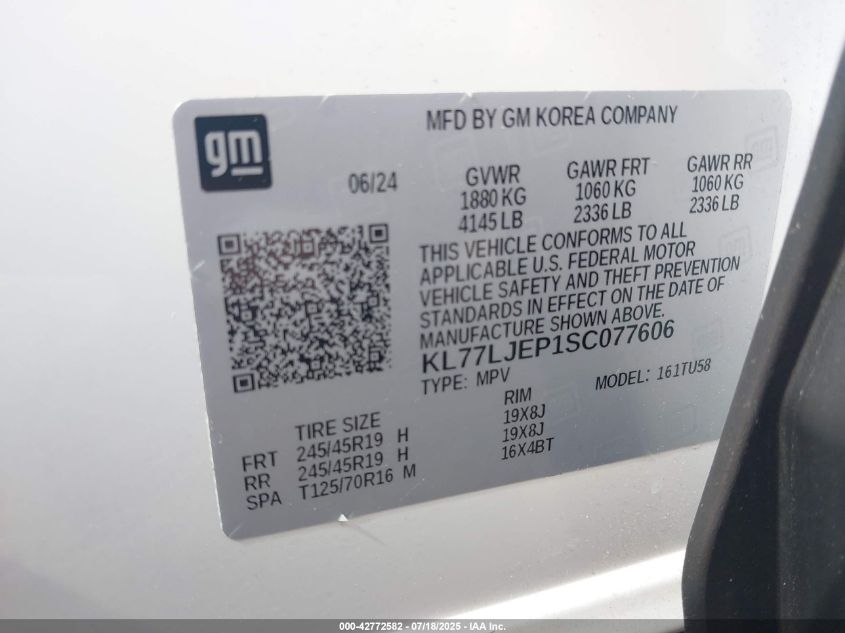 gm
MFD BY GM KOREA COMPANY
06/24
GVWR GAWR FRT GAWR RR
1880 KG 1060 KG 1060 KG
4145 LB 2336 LB 2336 LB
THIS VEHICLE CONFORMS TO ALL
APPLICABLE U.S. FEDERAL MOTOR
VEHICLE SAFETY AND THEFT PREVENTION
STANDARDS IN EFFECT ON THE DATE OF
MANUFACTURE SHOWN ABOVE.
KL77LJEP1SC077606
TYPE: MPV MODEL: 161TU58
TIRE SIZE RIM
FRT 245/45R19 H 19X8J
RR 245/45R19 H 19X8J
SPA T125/70R16 M 16X4BT
000-42772582 - 07/18/2025 - IAA Inc.